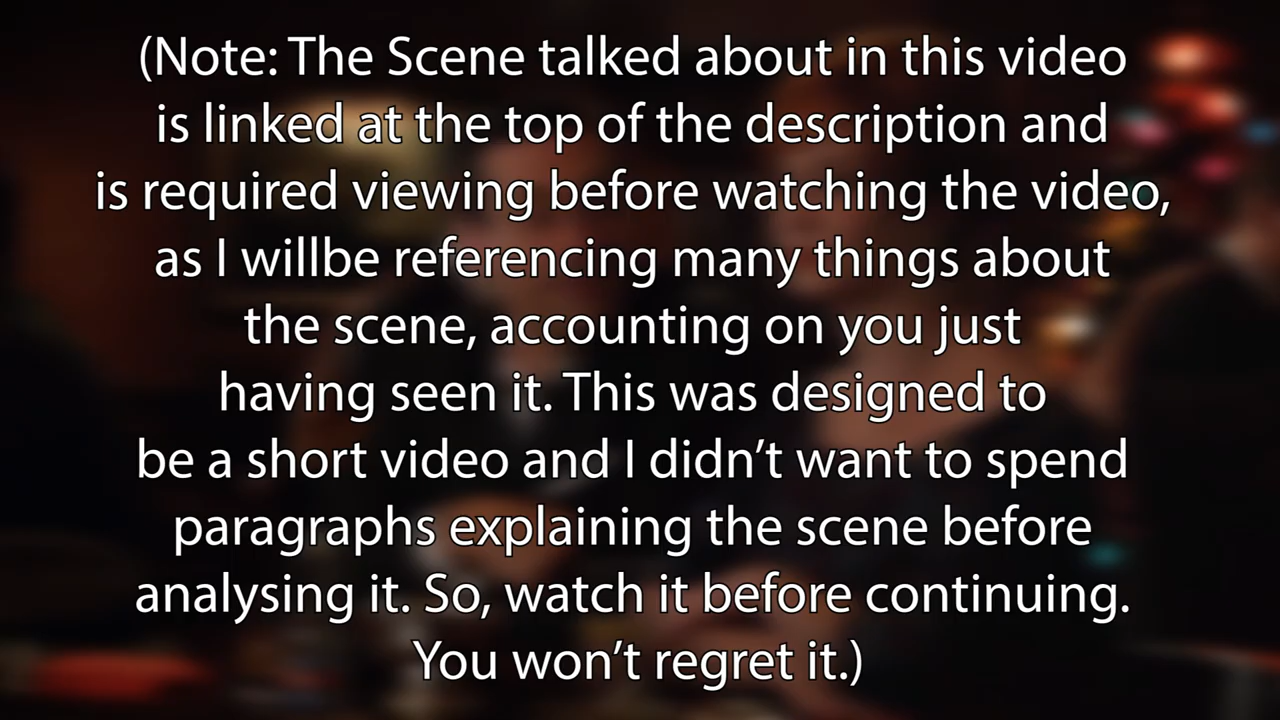 (Note: The Scene talked about in this video
is linked at the top of the description and
is required viewing before watching the video,
as I willbe referencing many things about
the scene, accounting on you just
having seen it. This was designed to
be a short video and I didn’t want to spend
paragraphs explaining the scene before
analysing it. So, watch it before continuing.
You won’t regret it.)